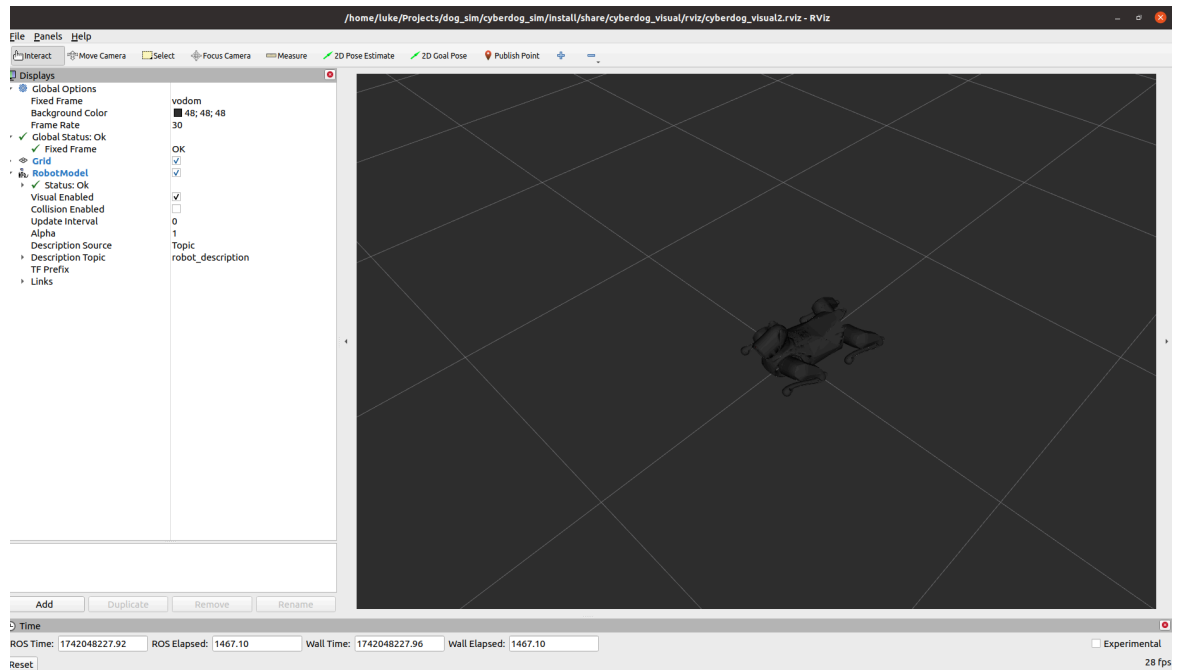 /home/luke/Projects/dog_sim/cyberdog_sim/install/share/cyberdog_visual/rviz/cyberdog_visual2.rviz - RViz
File Panels Help
Interact Move Camera Select Focus Camera Measure 2D Pose Estimate 2D Goal Pose Publish Point
Displays
Global Options
Fixed Frame vodom
Background Color 48; 48; 48
Frame Rate 30
Global Status: Ok
Fixed Frame OK
Grid
RobotModel
Status: Ok
Visual Enabled
Collision Enabled
Update Interval 0
Alpha 1
Description Source Topic
Description Topic robot_description
TF Prefix
Links
Add Duplicate Remove Rename
Time
ROS Time: 1742048227.92 ROS Elapsed: 1467.10 Wall Time: 1742048227.96 Wall Elapsed: 1467.10 Experimental
Reset 28 fps